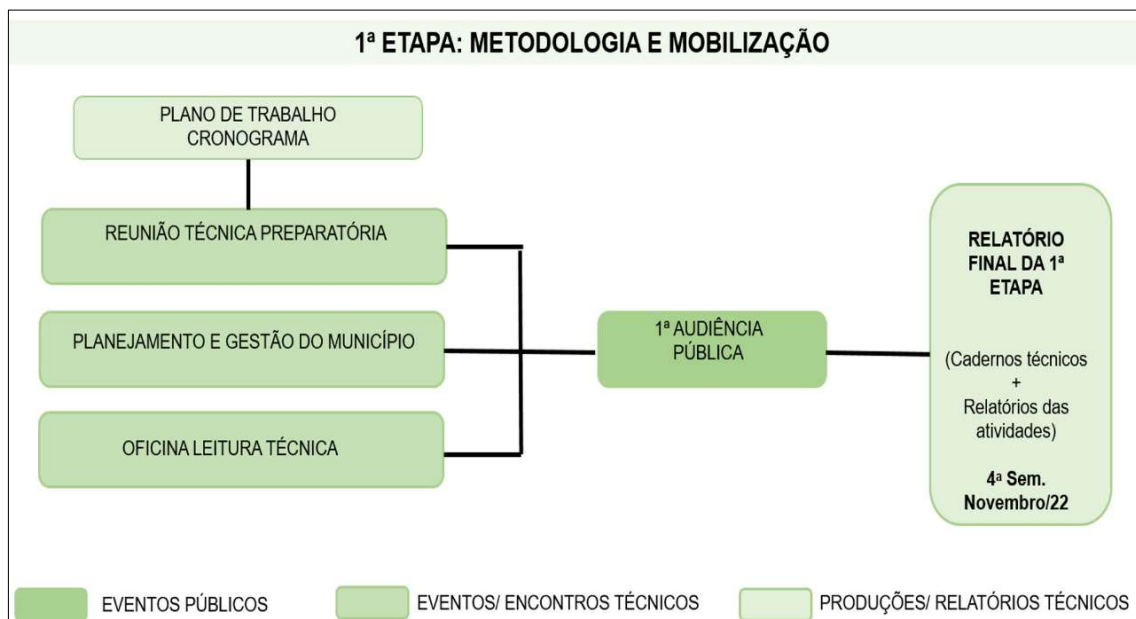 1ª ETAPA: METODOLOGIA E MOBILIZAÇÃO
PLANO DE TRABALHO
CRONOGRAMA
REUNIÃO TÉCNICA PREPARATÓRIA
PLANEJAMENTO E GESTÃO DO MUNICÍPIO
OFICINA LEITURA TÉCNICA
1ª AUDIÊNCIA
PÚBLICA
RELATÓRIO
FINAL DA 1ª
ETAPA
(Cadernos técnicos
+
Relatórios das
atividades)
4ª Sem.
Novembro/22
EVENTOS PÚBLICOS
EVENTOS/ ENCONTROS TÉCNICOS
PRODUÇÕES/ RELATÓRIOS TÉCNICOS